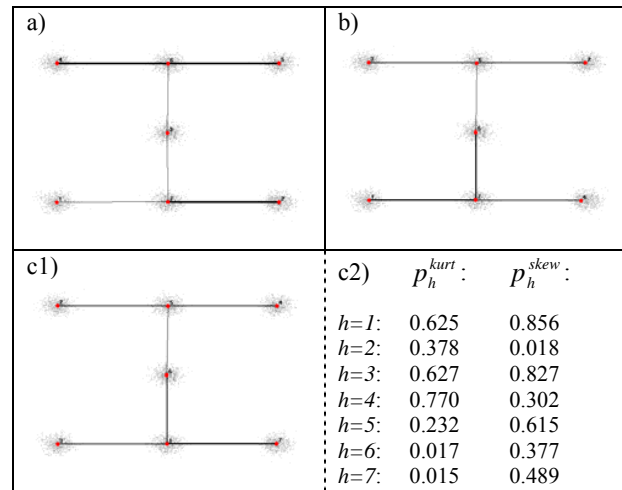 a)
b)
c1)
c2) p_h^{kurt}: p_h^{skew}:
h=1: 0.625 0.856
h=2: 0.378 0.018
h=3: 0.627 0.827
h=4: 0.770 0.302
h=5: 0.232 0.615
h=6: 0.017 0.377
h=7: 0.015 0.489